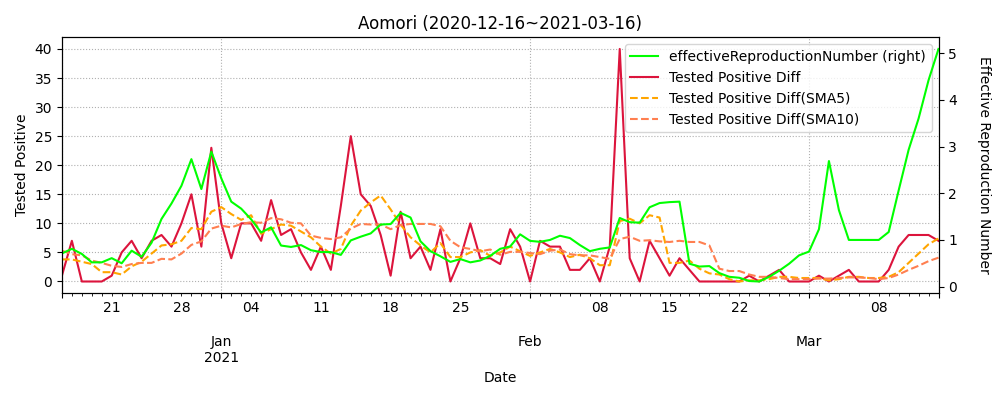 Aomori (2020-12-16~2021-03-16)
effectiveReproductionNumber (right)
Tested Positive Diff
Tested Positive Diff(SMA5)
Tested Positive Diff(SMA10)
Tested Positive
40
35
30
25
20
15
10
5
0
Effective Reproduction Number
5
4
3
2
1
0
21 28 04 11 18 25 08 15 22 08
Jan Feb Mar
2021
Date